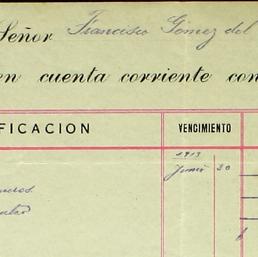 Señor Francisco Gómez del
en cuenta corriente con
FICACION VENCIMIENTO
1913
Junio 30